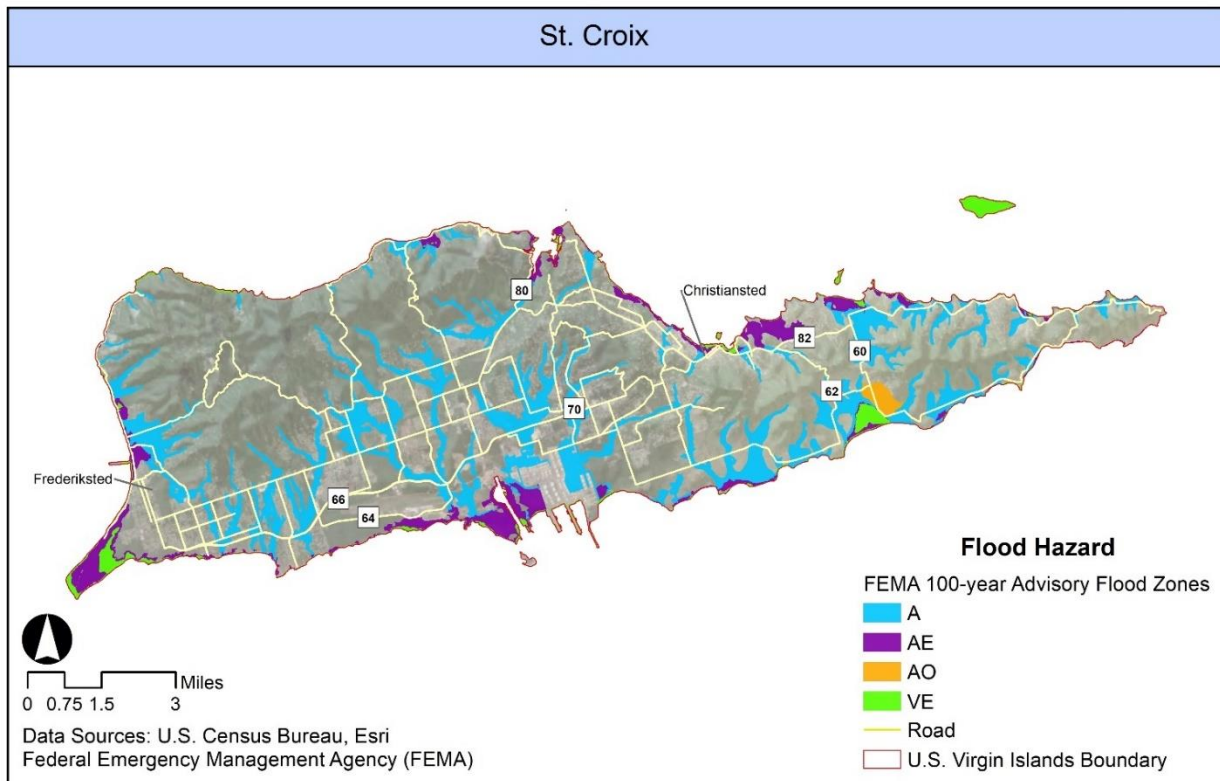 St. Croix
Christiansted
80
82
60
62
70
Frederiksted
66
64
Flood Hazard
FEMA 100-year Advisory Flood Zones
A
AE
AO
VE
Road
U.S. Virgin Islands Boundary
Miles
0 0.75 1.5 3
Data Sources: U.S. Census Bureau, Esri
Federal Emergency Management Agency (FEMA)